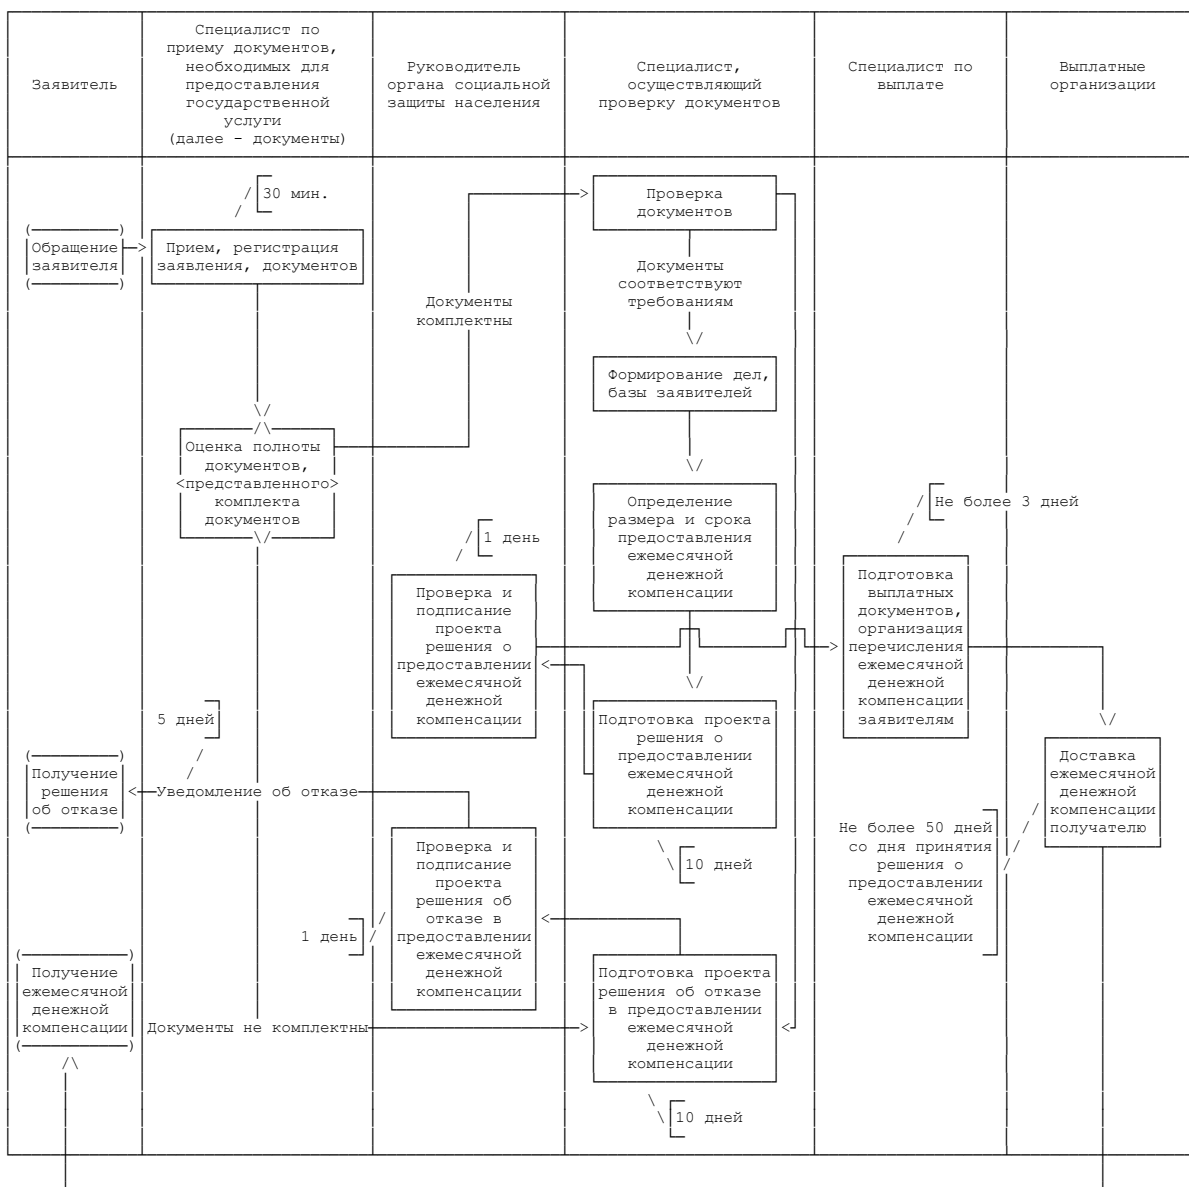 Заявитель
Специалист по
приему документов,
необходимых для
предоставления
государственной
услуги
(далее - документы)
Руководитель
органа социальной
защиты населения
Специалист,
осуществляющий
проверку документов
Специалист по
выплате
Выплатные
организации
30 мин.
Обращение
заявителя
Прием, регистрация
заявления, документов
Документы
комплектны
Проверка
документов
Документы
соответствуют
требованиям
Формирование дел,
базы заявителей
Оценка полноты
документов,
<представленного>
комплекта
документов
Определение
размера и срока
предоставления
ежемесячной
денежной
компенсации
1 день
Проверка и
подписание
проекта
решения о
предоставлении
ежемесячной
денежной
компенсации
Не более 3 дней
Подготовка
выплатных
документов,
организация
перечисления
ежемесячной
денежной
компенсации
заявителям
5 дней
Подготовка проекта
решения о
предоставлении
ежемесячной
денежной
компенсации
10 дней
Получение
решения
об отказе
Уведомление об отказе
Доставка
ежемесячной
денежной
компенсации
получателю
Не более 50 дней
со дня принятия
решения о
предоставлении
ежемесячной
денежной
компенсации
Проверка и
подписание
проекта
решения об
отказе в
предоставлении
ежемесячной
денежной
компенсации
1 день
Получение
ежемесячной
денежной
компенсации
Документы не комплектны
Подготовка проекта
решения об отказе
в предоставлении
ежемесячной
денежной
компенсации
10 дней